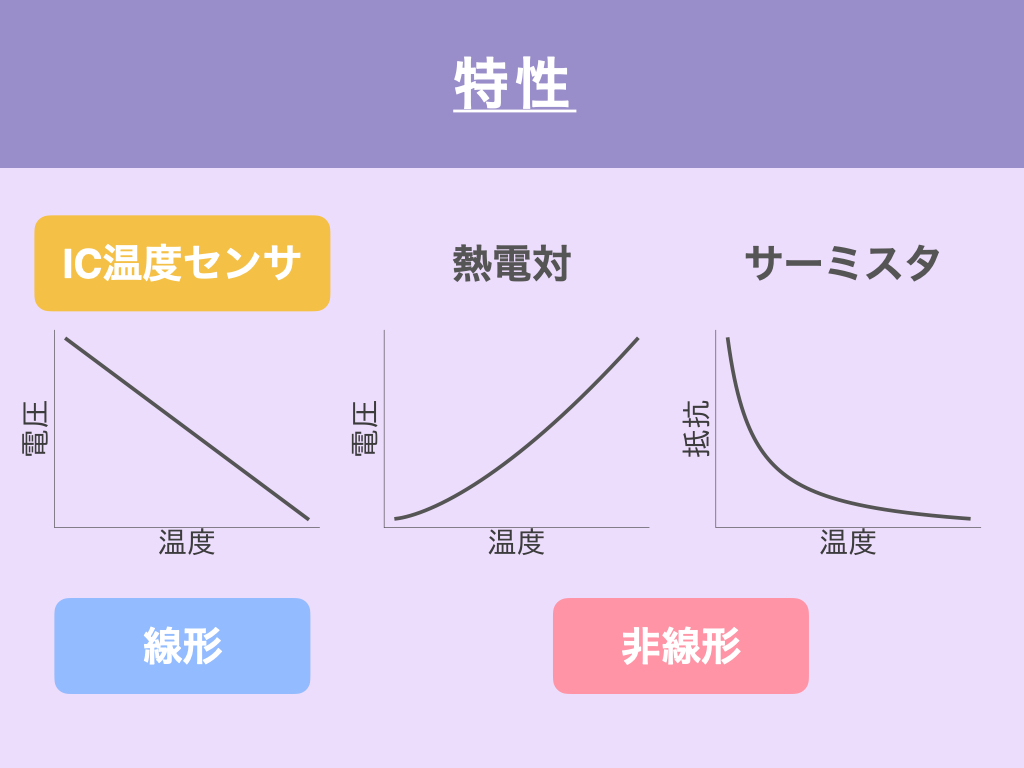 特性
IC温度センサ
熱電対
サーミスタ
電圧
温度
電圧
温度
抵抗
温度
線形
非線形